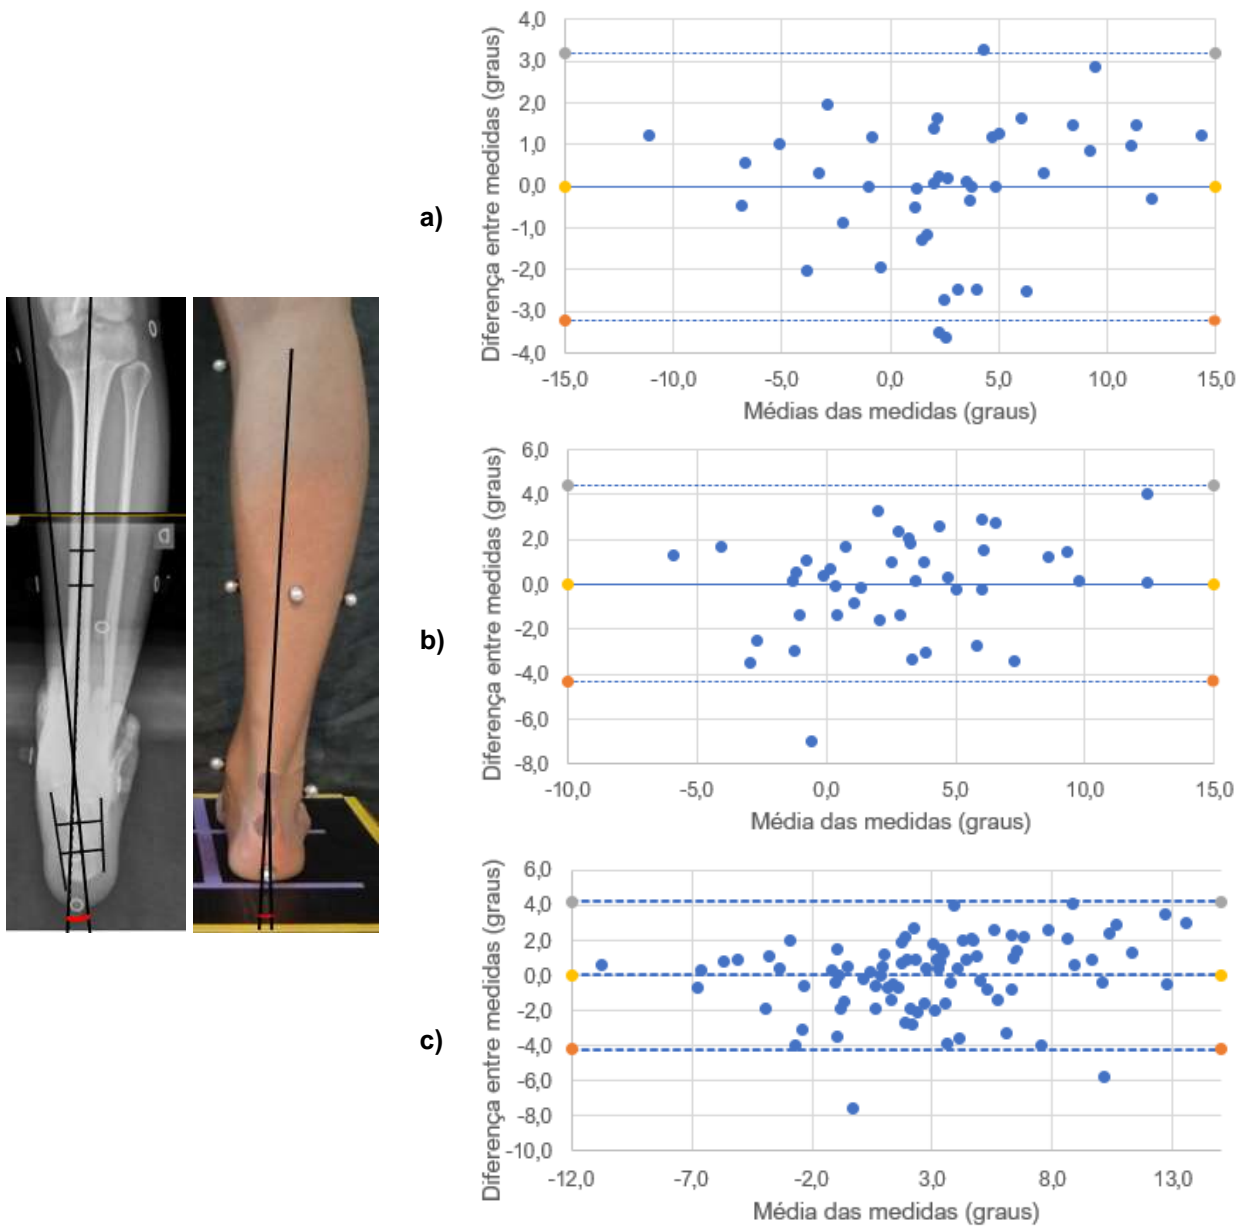 a)
Diferença entre medidas (graus)
4,0
3,0
2,0
1,0
0,0
-1,0
-2,0
-3,0
-4,0
-15,0 -10,0 -5,0 0,0 5,0 10,0 15,0
Médias das medidas (graus)
b)
Diferença entre medidas (graus)
6,0
4,0
2,0
0,0
-2,0
-4,0
-6,0
-8,0
-10,0 -5,0 0,0 5,0 10,0 15,0
Média das medidas (graus)
c)
Diferença entre medidas (graus)
6,0
4,0
2,0
0,0
-2,0
-4,0
-6,0
-8,0
-10,0
-12,0 -7,0 -2,0 3,0 8,0 13,0
Média das medidas (graus)